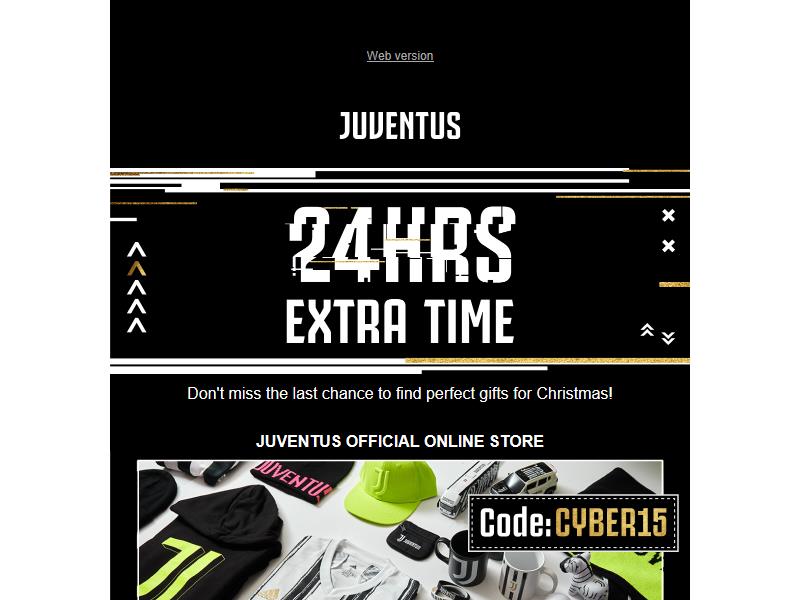 Web version
JUVENTUS
24HRS
EXTRA TIME
Don't miss the last chance to find perfect gifts for Christmas!
JUVENTUS OFFICIAL ONLINE STORE
JUVENTUS
Code:CYBER15
JUVENTUS